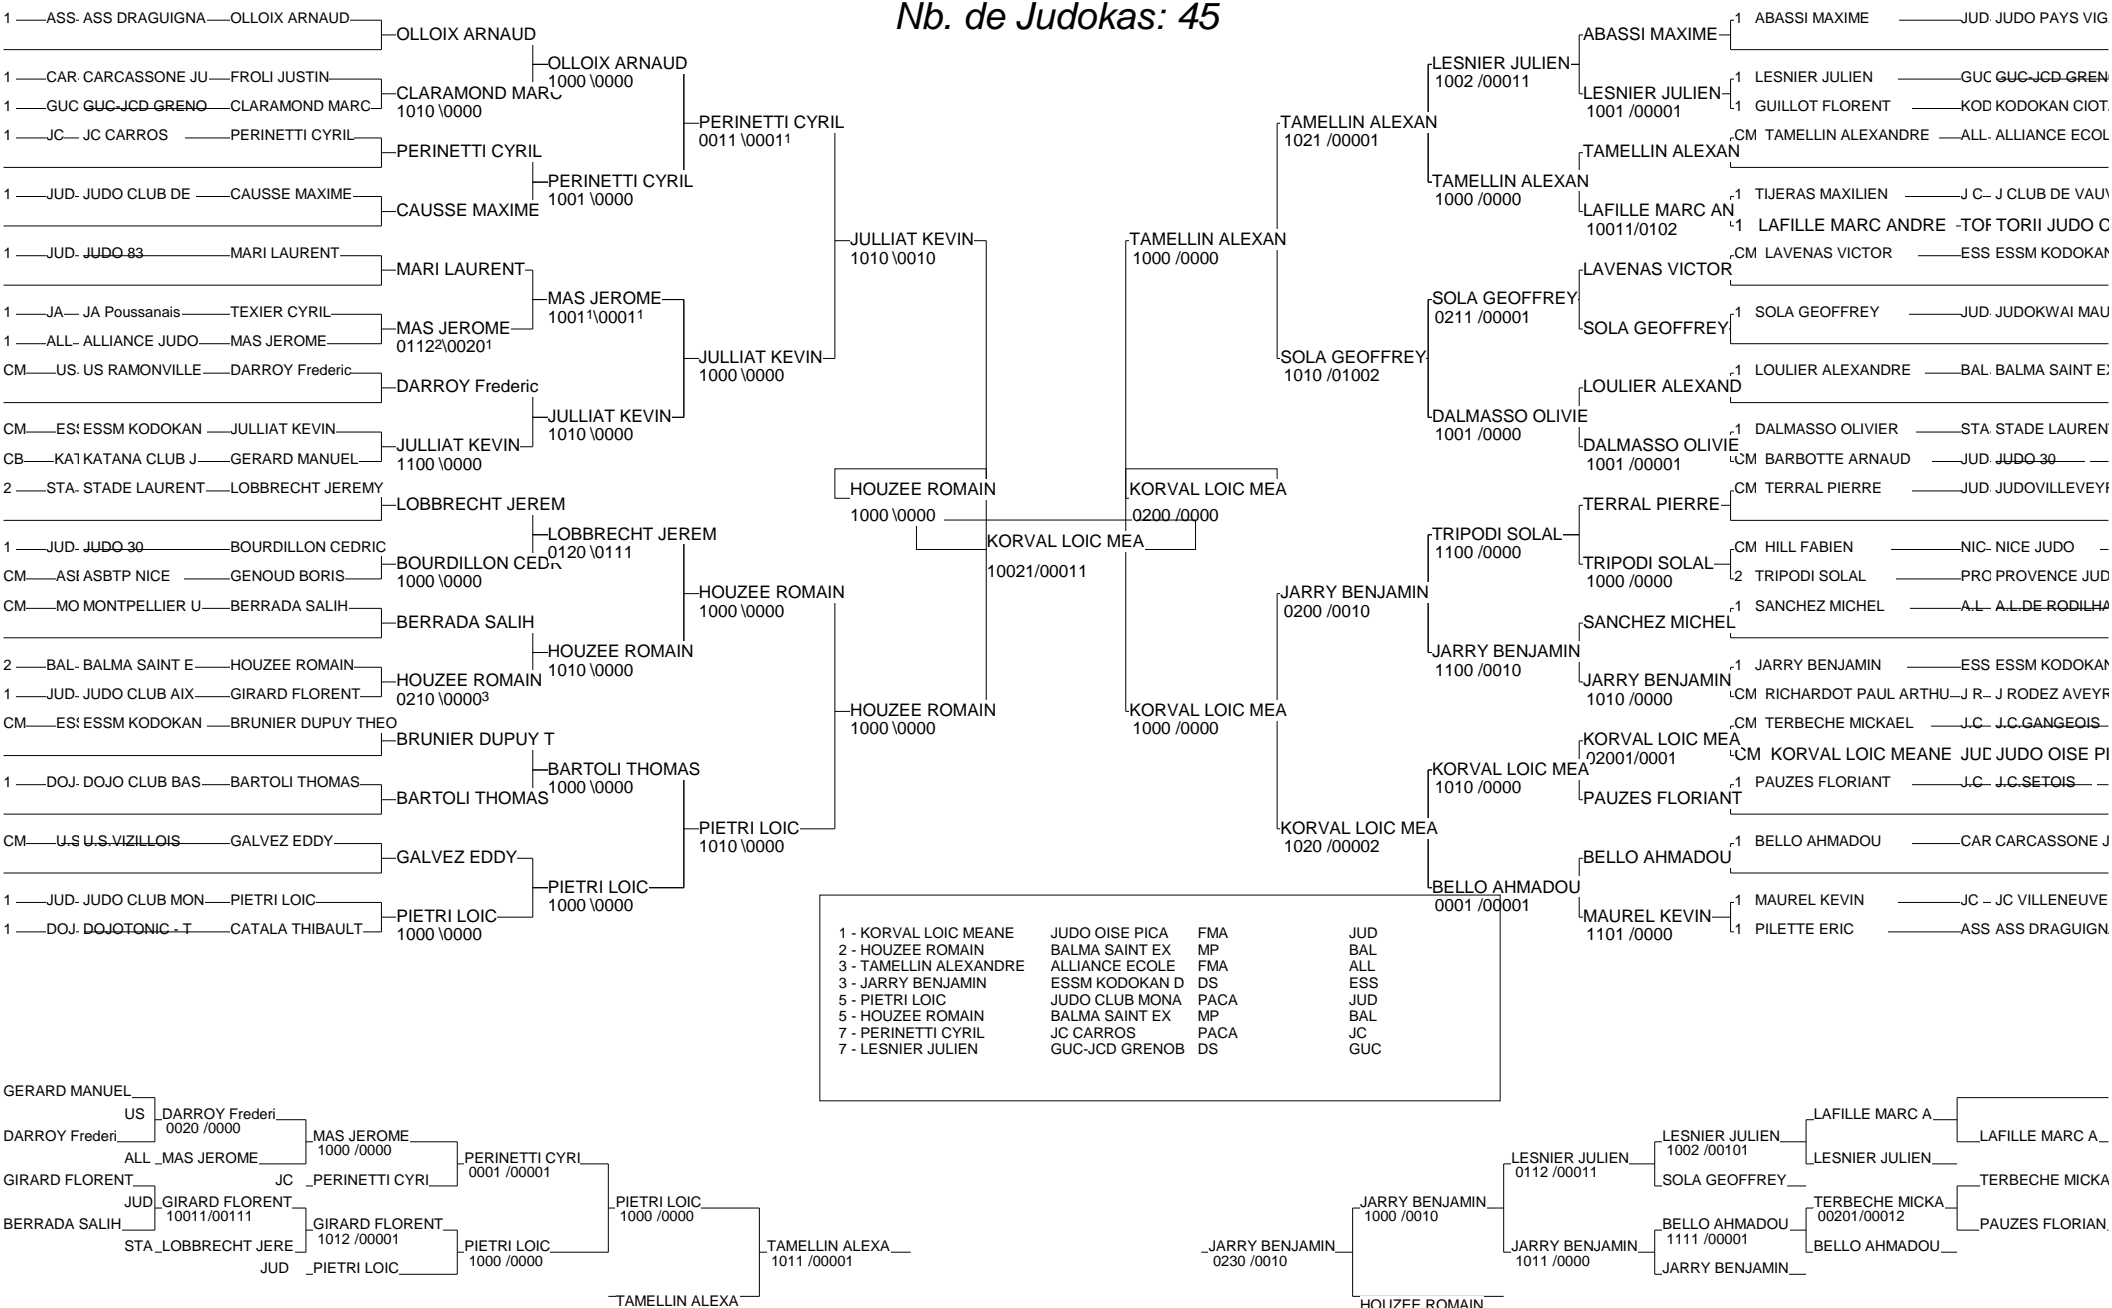 Nb. de Judokas: 45
1 ASS ASS DRAGUIGNA OLLOIX ARNAUD
1 CAR CARCASSONE JU FROLI JUSTIN
1 GUC GUC-JCD GRENO CLARAMOND MARC
1 JC JC CARROS PERINETTI CYRIL
1 JUD JUDO CLUB DE CAUSSE MAXIME
1 JUD JUDO 83 MARI LAURENT
1 JA JA Poussanais TEXIER CYRIL
1 ALL ALLIANCE JUDO MAS JEROME
CM US US RAMONVILLE DARROY Frederic
CM ES ESSM KODOKAN JULLIAT KEVIN
CB KAT KATANA CLUB J GERARD MANUEL
2 STA STADE LAURENT LOBBRECHT JEREMY
1 JUD JUDO 30 BOURDILLON CEDRIC
CM AS ASBTP NICE GENOUD BORIS
CM MO MONTPELLIER U BERRADA SALIH
2 BAL BALMA SAINT E HOUZEE ROMAIN
1 JUD JUDO CLUB AIX GIRARD FLORENT
CM ES ESSM KODOKAN BRUNIER DUPUY THEO
1 DOJ DOJO CLUB BAS BARTOLI THOMAS
CM U.S U.S.VIZILLOIS GALVEZ EDDY
1 JUD JUDO CLUB MON PIETRI LOIC
1 DOJ DOJOTONIC - T CATALA THIBAULT
OLLOIX ARNAUD
CLARAMOND MARC
1010 \0000
PERINETTI CYRIL
CAUSSE MAXIME
MARI LAURENT
MAS JEROME
0112² \0020¹
DARROY Frederic
JULLIAT KEVIN
1100 \0000
LOBBRECHT JEREM
BOURDILLON CEDR
1000 \0000
BERRADA SALIH
HOUZEE ROMAIN
0210 \0000³
BRUNIER DUPUY T
BARTOLI THOMAS
GALVEZ EDDY
PIETRI LOIC
1000 \0000
OLLOIX ARNAUD
1000 \0000
PERINETTI CYRIL
1001 \0000
MAS JEROME
1001¹ \0001¹
JULLIAT KEVIN
1010 \0000
LOBBRECHT JEREM
0120 \0111
HOUZEE ROMAIN
1010 \0000
BARTOLI THOMAS
1000 \0000
PIETRI LOIC
1000 \0000
PERINETTI CYRIL
0011 \0001¹
JULLIAT KEVIN
1000 \0000
HOUZEE ROMAIN
1000 \0000
PIETRI LOIC
1010 \0000
JULLIAT KEVIN
1010 \0010
HOUZEE ROMAIN
1000 \0000
HOUZEE ROMAIN
1000 \0000
KORVAL LOIC MEA
10021/00011
KORVAL LOIC MEA
0200 /0000
TAMELLIN ALEXAN
1000 /0000
KORVAL LOIC MEA
1000 /0000
TAMELLIN ALEXAN
1021 /00001
SOLA GEOFFREY
1010 /01002
JARRY BENJAMIN
0200 /0010
KORVAL LOIC MEA
1020 /00002
LESNIER JULIEN
1002 /00011
TAMELLIN ALEXAN
1000 /0000
SOLA GEOFFREY
0211 /00001
DALMASSO OLIVIE
1001 /0000
TRIPODI SOLAL
1100 /0000
JARRY BENJAMIN
1100 /0010
KORVAL LOIC MEA
1010 /0000
BELLO AHMADOU
0001 /00001
ABASSI MAXIME
LESNIER JULIEN
1001 /00001
TAMELLIN ALEXAN
LAFILLE MARC AN
10011/0102
LAVENAS VICTOR
SOLA GEOFFREY
LOULIER ALEXAND
DALMASSO OLIVIE
1001 /00001
TERRAL PIERRE
TRIPODI SOLAL
1000 /0000
SANCHEZ MICHEL
JARRY BENJAMIN
1010 /0000
KORVAL LOIC MEA
02001/0001
PAUZES FLORIANT
BELLO AHMADOU
MAUREL KEVIN
1101 /0000
1 ABASSI MAXIME JUD JUDO PAYS VIG
1 LESNIER JULIEN GUC GUC-JCD GREN
1 GUILLOT FLORENT KOD KODOKAN CIOT
CM TAMELLIN ALEXANDRE ALL ALLIANCE ECOL
1 TIJERAS MAXILIEN J C J CLUB DE VAUV
1 LAFILLE MARC ANDRE TOF TORII JUDO C
CM LAVENAS VICTOR ESS ESSM KODOKAN
1 SOLA GEOFFREY JUD JUDOKWAI MAU
1 LOULIER ALEXANDRE BAL BALMA SAINT EX
1 DALMASSO OLIVIER STA STADE LAUREN
CM BARBOTTE ARNAUD JUD JUDO 30
CM TERRAL PIERRE JUD JUDOVILLEVEYR
CM HILL FABIEN NIC NICE JUDO
2 TRIPODI SOLAL PRO PROVENCE JUD
1 SANCHEZ MICHEL A.L A.L.DE RODILHA
1 JARRY BENJAMIN ESS ESSM KODOKAN
CM RICHARDOT PAUL ARTHU J R J RODEZ AVEYR
CM TERBECHE MICKAEL J.C J.C.GANGEOIS
CM KORVAL LOIC MEANE JUD JUDO OISE PI
1 PAUZES FLORIANT J.C J.C.SETOIS
1 BELLO AHMADOU CAR CARCASSONE J
1 MAUREL KEVIN JC JC VILLENEUVE
1 PILETTE ERIC ASS ASS DRAGUIGN
1 - KORVAL LOIC MEANE JUDO OISE PICA FMA JUD
2 - HOUZEE ROMAIN BALMA SAINT EX MP BAL
3 - TAMELLIN ALEXANDRE ALLIANCE ECOLE FMA ALL
3 - JARRY BENJAMIN ESSM KODOKAN D DS ESS
5 - PIETRI LOIC JUDO CLUB MONA PACA JUD
5 - HOUZEE ROMAIN BALMA SAINT EX MP BAL
7 - PERINETTI CYRIL JC CARROS PACA JC
7 - LESNIER JULIEN GUC-JCD GRENOB DS GUC
GERARD MANUEL
DARROY Frederi
GIRARD FLORENT
BERRADA SALIH
US DARROY Frederi
0020 /0000
ALL MAS JEROME
JUD GIRARD FLORENT
10011/00111
STA LOBBRECHT JERE
MAS JEROME
1000 /0000
JC PERINETTI CYRI
GIRARD FLORENT
1012 /00001
JUD PIETRI LOIC
PERINETTI CYRI
0001 /00001
PIETRI LOIC
1000 /0000
PIETRI LOIC
1000 /0000
TAMELLIN ALEXA
TAMELLIN ALEXA
1011 /00001
JARRY BENJAMIN
0230 /0010
JARRY BENJAMIN
1000 /0010
HOUZEE ROMAIN
LESNIER JULIEN
0112 /00011
JARRY BENJAMIN
1011 /0000
LESNIER JULIEN
1002 /00101
SOLA GEOFFREY
BELLO AHMADOU
1111 /00001
JARRY BENJAMIN
LAFILLE MARC A
LESNIER JULIEN
TERBECHE MICKA
00201/00012
BELLO AHMADOU
LAFILLE MARC A
TERBECHE MICKA
PAUZES FLORIAN